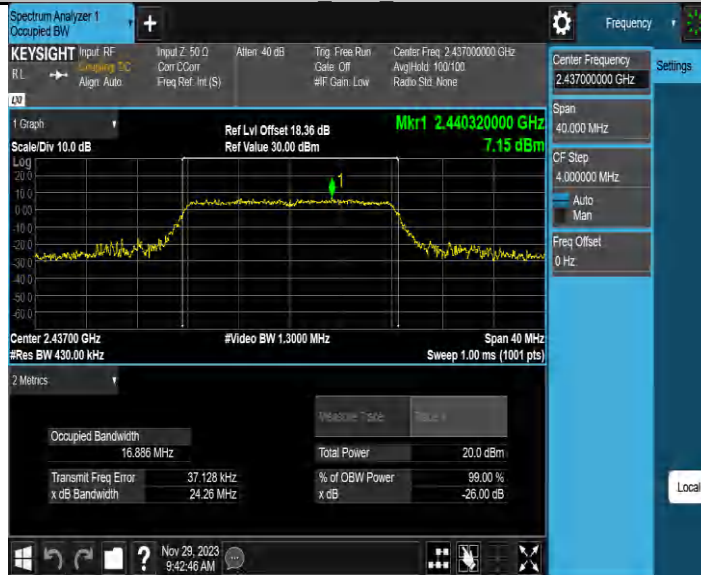 Spectrum Analyzer 1
Occupied BW
+
Frequency
KEYSIGHT Input: RF
Coupling: DC
Align: Auto
RL
Input Z: 50 Ω
Corr CCorr
Freq Ref: Int (S)
Atten: 40 dB
Trig: Free Run
Gate: Off
#IF Gain: Low
Center Freq: 2.437000000 GHz
Avg|Hold: 100/100
Radio Std: None
Center Frequency
2.437000000 GHz
Settings
Span
40.000 MHz
CF Step
4.000000 MHz
Auto
Man
Freq Offset
0 Hz
Local
1 Graph
Scale/Div 10.0 dB
Ref Lvl Offset 18.36 dB
Ref Value 30.00 dBm
Mkr1 2.440320000 GHz
7.15 dBm
Log
20.0
10.0
0.00
-10.0
-20.0
-30.0
-40.0
-50.0
-60.0
1
Center 2.43700 GHz
#Res BW 430.00 kHz
#Video BW 1.3000 MHz
Span 40 MHz
Sweep 1.00 ms (1001 pts)
2 Metrics
Measure Trace
Occupied Bandwidth
16.886 MHz
Total Power 20.0 dBm
Transmit Freq Error 37.128 kHz
% of OBW Power 99.00 %
x dB Bandwidth 24.26 MHz
x dB -26.00 dB
?
Nov 29, 2023
9:42:46 AM